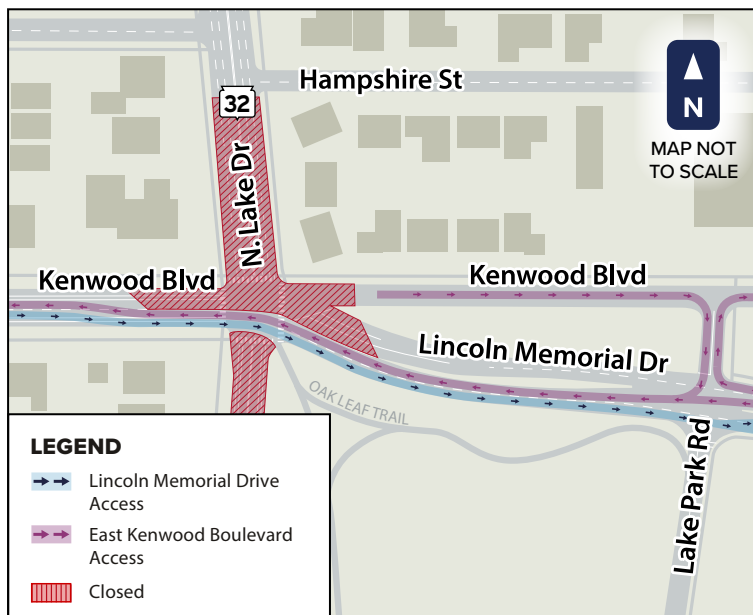 Hampshire St
32
N
MAP NOT
TO SCALE
N. Lake Dr
Kenwood Blvd
Kenwood Blvd
Lincoln Memorial Dr
OAK LEAF TRAIL
Lake Park Rd
LEGEND
Lincoln Memorial Drive
Access
East Kenwood Boulevard
Access
Closed